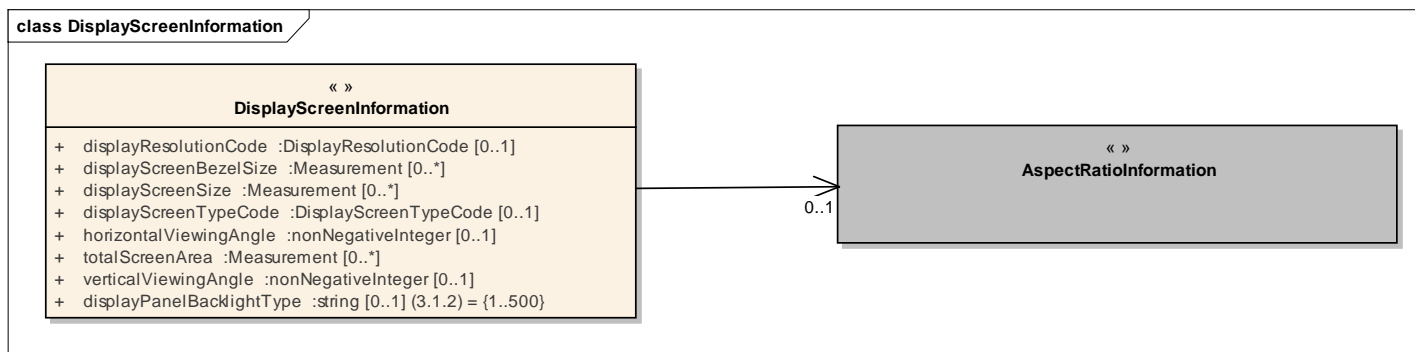 class DisplayScreenInformation
« »
DisplayScreenInformation
+ displayResolutionCode :DisplayResolutionCode [0..1]
+ displayScreenBezelSize :Measurement [0..*]
+ displayScreenSize :Measurement [0..*]
+ displayScreenTypeCode :DisplayScreenTypeCode [0..1]
+ horizontalViewingAngle :nonNegativeInteger [0..1]
+ totalScreenArea :Measurement [0..*]
+ verticalViewingAngle :nonNegativeInteger [0..1]
+ displayPanelBacklightType :string [0..1] (3.1.2) = {1..500}
0..1
« »
AspectRatioInformation